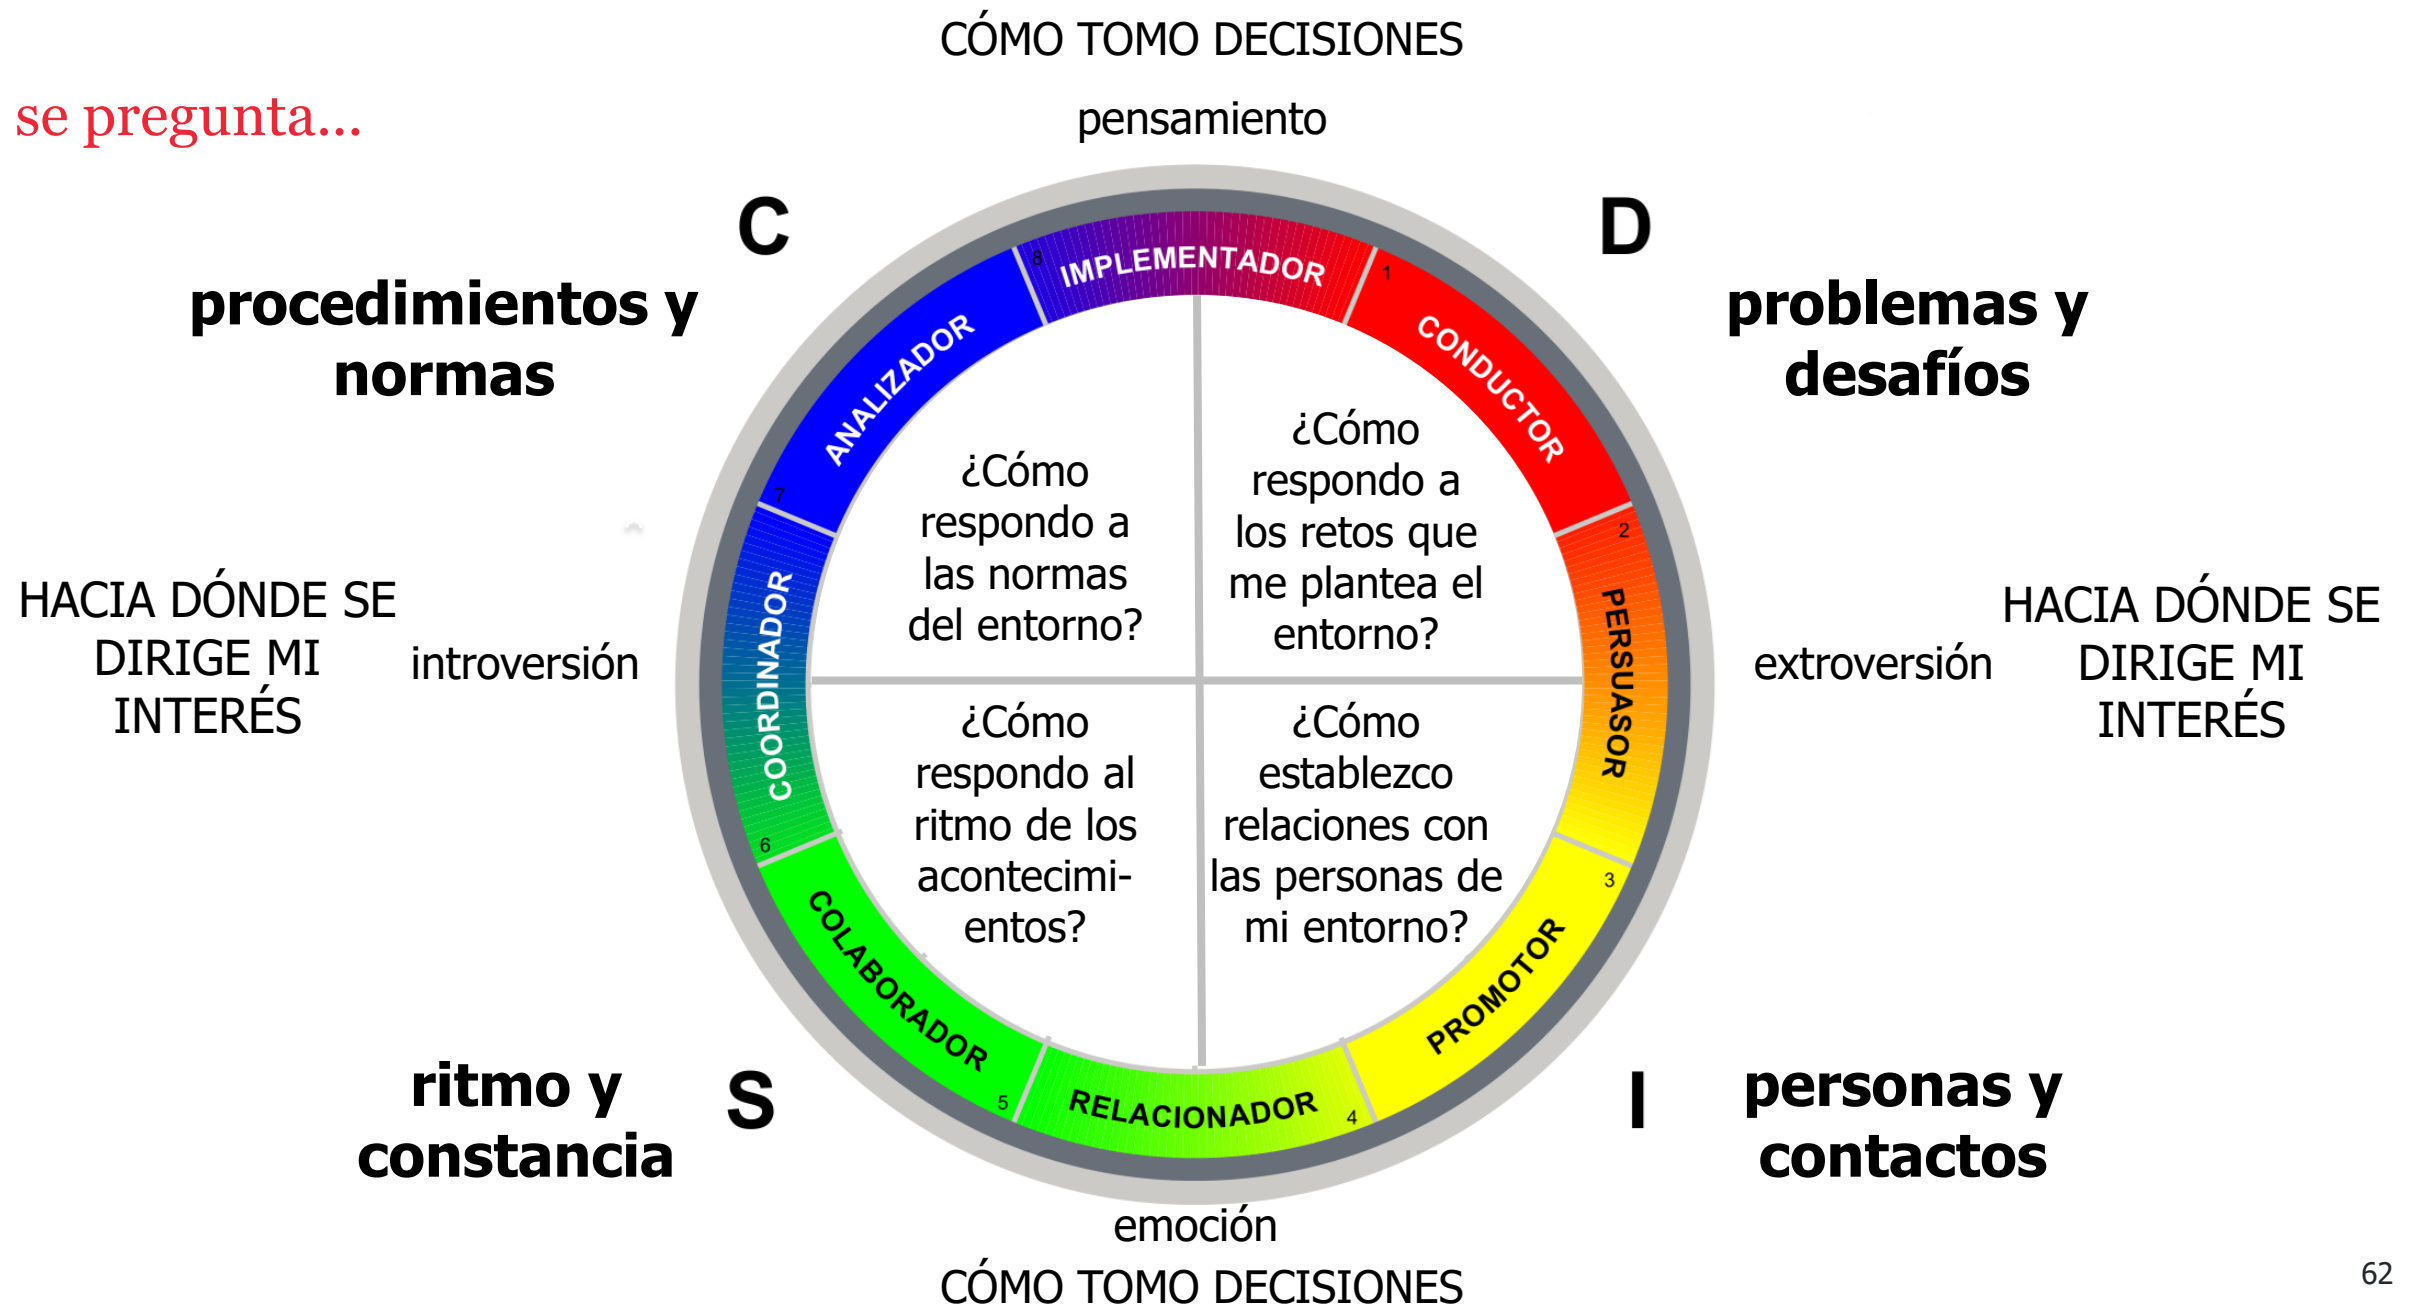 CÓMO TOMO DECISIONES
se pregunta...
pensamiento
C
D
procedimientos y
normas
problemas y
desafíos
8
IMPLEMENTADOR
1
CONDUCTOR
ANALIZADOR
7
2
PERSUASOR
COORDINADOR
6
3
PROMOTOR
COLABORADOR
5
RELACIONADOR
4
¿Cómo
respondo a
las normas
del entorno?
¿Cómo
respondo a
los retos que
me plantea el
entorno?
HACIA DÓNDE SE
DIRIGE MI
INTERÉS
introversión
extroversión
HACIA DÓNDE SE
DIRIGE MI
INTERÉS
¿Cómo
respondo al
ritmo de los
acontecimi-
entos?
¿Cómo
establezco
relaciones con
las personas de
mi entorno?
ritmo y
constancia
S
I
personas y
contactos
emoción
CÓMO TOMO DECISIONES
62